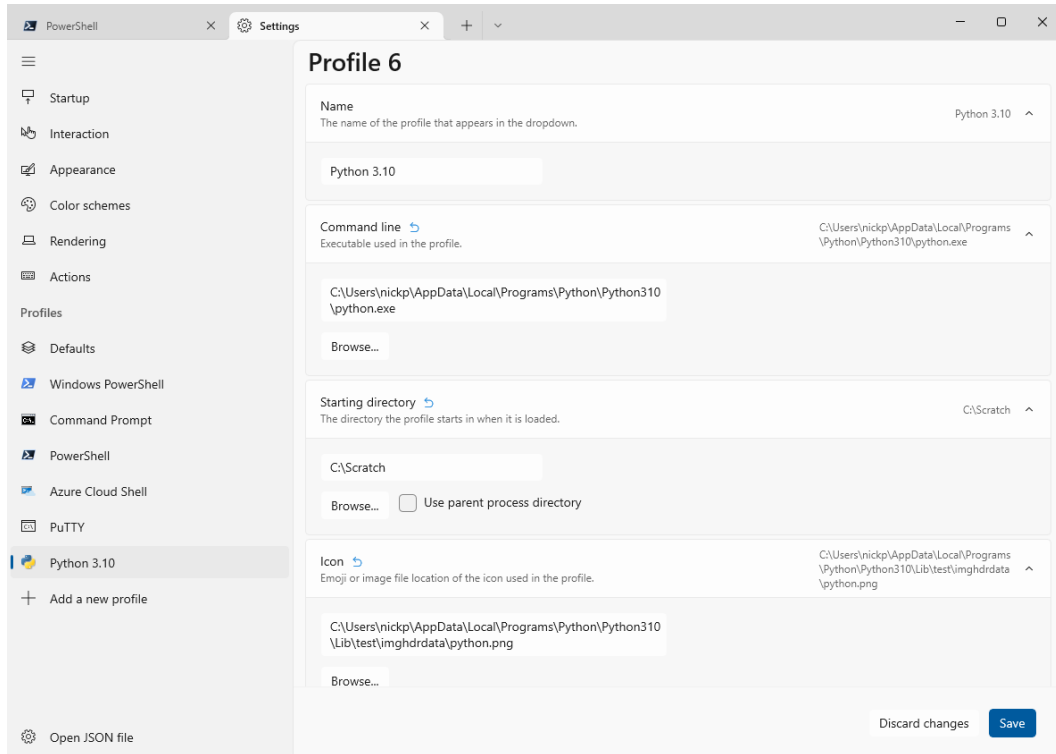 PowerShell
Settings
Startup
Interaction
Appearance
Color schemes
Rendering
Actions
Profiles
Defaults
Windows PowerShell
Command Prompt
PowerShell
Azure Cloud Shell
PuTTY
Python 3.10
Add a new profile
Open JSON file
Profile 6
Name
The name of the profile that appears in the dropdown.
Python 3.10
Python 3.10
Command line
Executable used in the profile.
C:\Users\nickp\AppData\Local\Programs
\Python\Python310\python.exe
C:\Users\nickp\AppData\Local\Programs\Python\Python310
\python.exe
Browse...
Starting directory
The directory the profile starts in when it is loaded.
C:\Scratch
C:\Scratch
Browse...
Use parent process directory
Icon
Emoji or image file location of the icon used in the profile.
C:\Users\nickp\AppData\Local\Programs
\Python\Python310\Lib\test\imghdrdata
\python.png
C:\Users\nickp\AppData\Local\Programs\Python\Python310
\Lib\test\imghdrdata\python.png
Browse...
Discard changes
Save